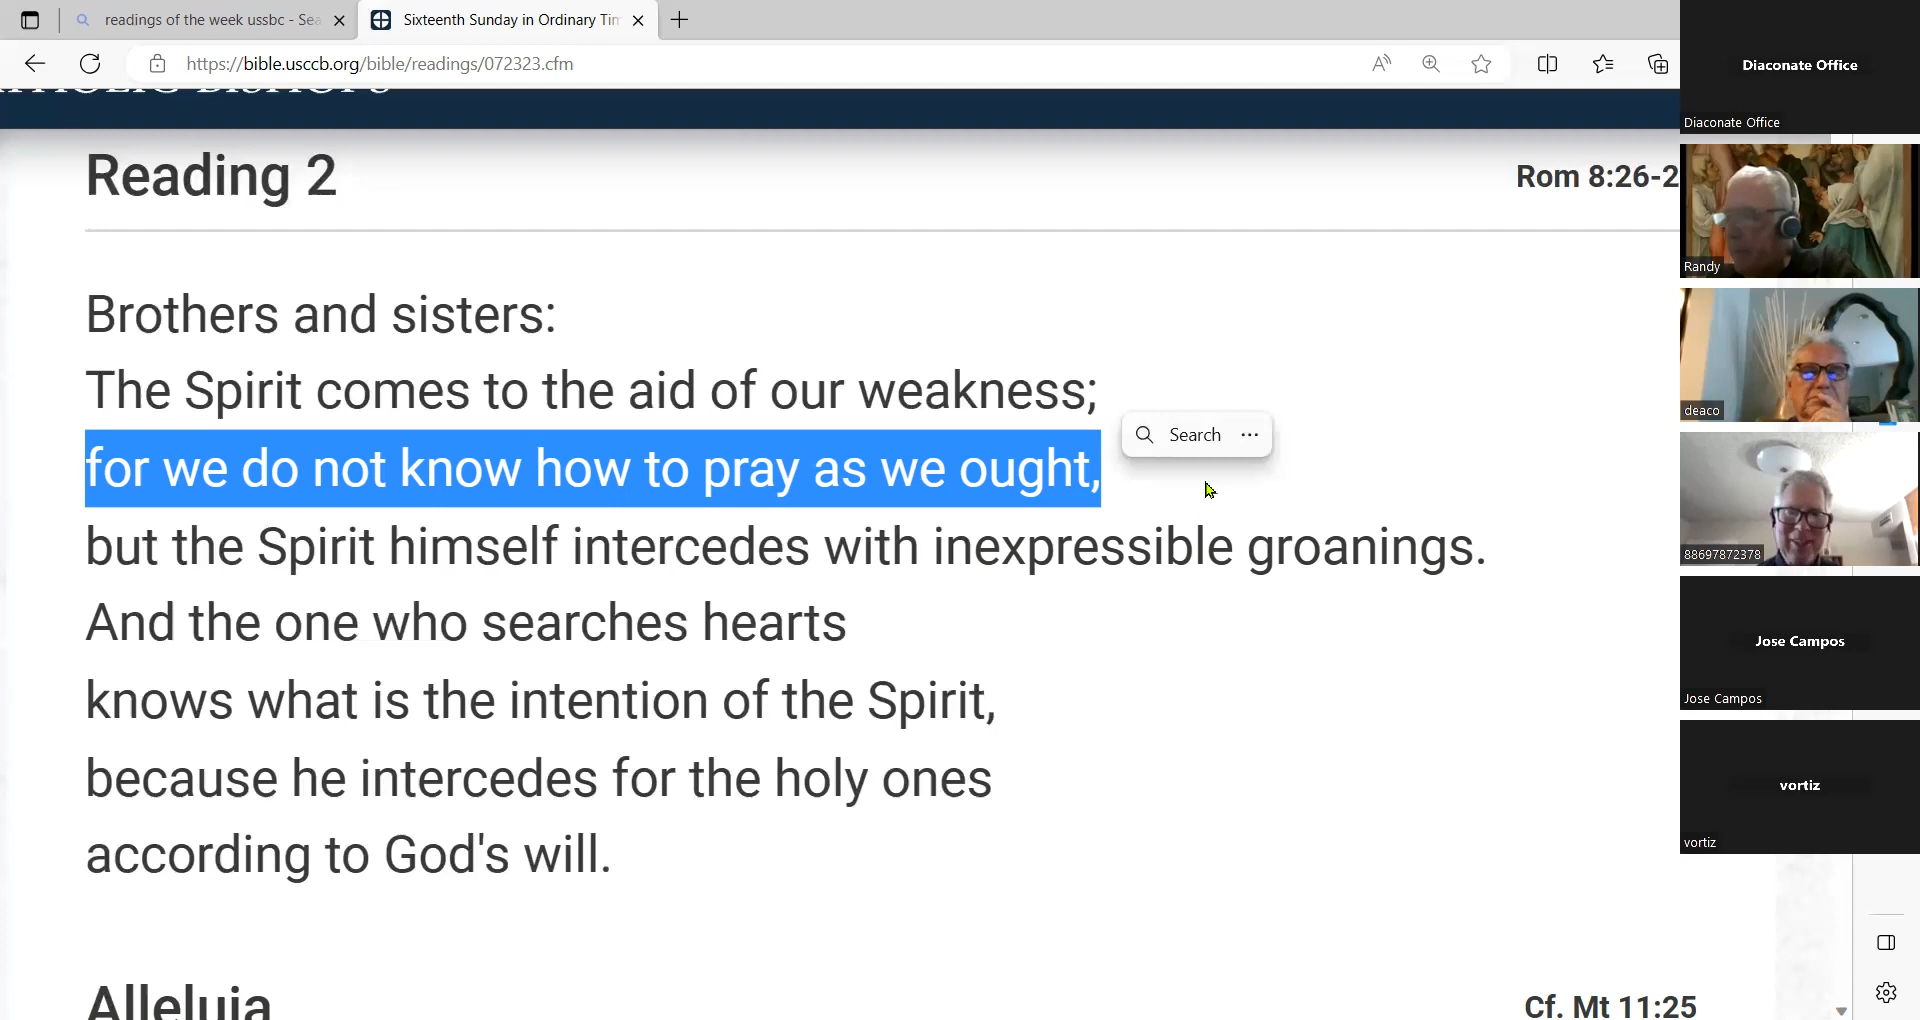 readings of the week ussbc - Sea
Sixteenth Sunday in Ordinary Tim
https://bible.usccb.org/bible/readings/072323.cfm
CATHOLIC BISHOPS
Reading 2
Rom 8:26-2
Brothers and sisters:
The Spirit comes to the aid of our weakness;
for we do not know how to pray as we ought,
Search
but the Spirit himself intercedes with inexpressible groanings.
And the one who searches hearts
knows what is the intention of the Spirit,
because he intercedes for the holy ones
according to God's will.
Alleluia
Cf. Mt 11:25
Diaconate Office
Diaconate Office
Randy
deaco
88697872378
Jose Campos
Jose Campos
vortiz
vortiz